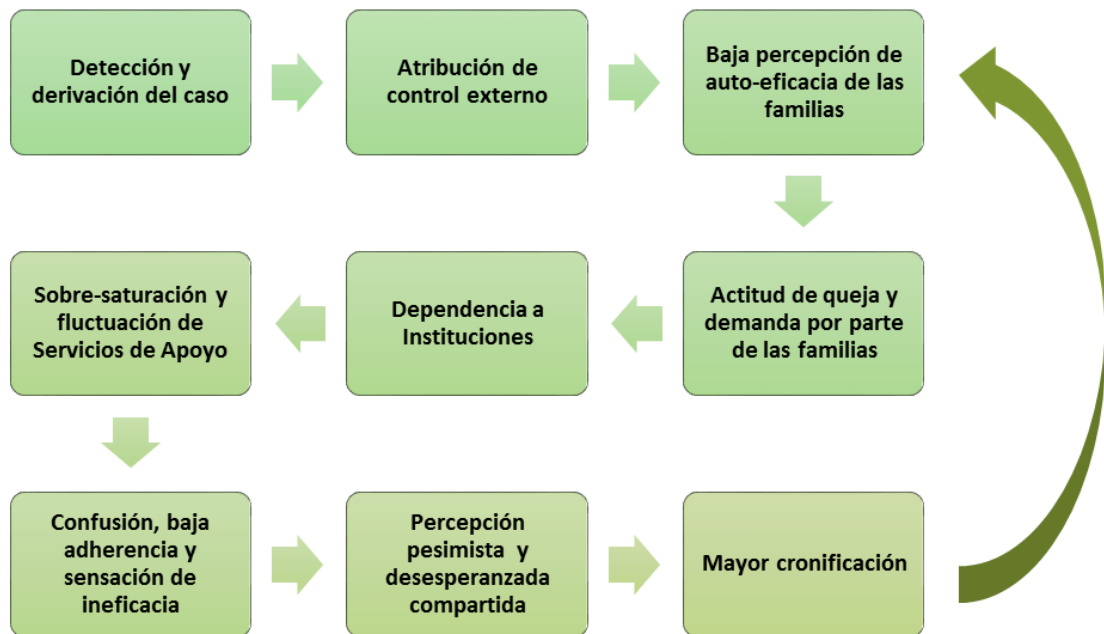 Detección y
derivación del caso
Atribución de
control externo
Baja percepción de
auto-eficacia de las
familias
Actitud de queja y
demanda por parte
de las familias
Dependencia a
Instituciones
Sobre-saturación y
fluctuación de
Servicios de Apoyo
Confusión, baja
adherencia y
sensación de
ineficacia
Percepción
pesimista y
desesperanzada
compartida
Mayor cronificación